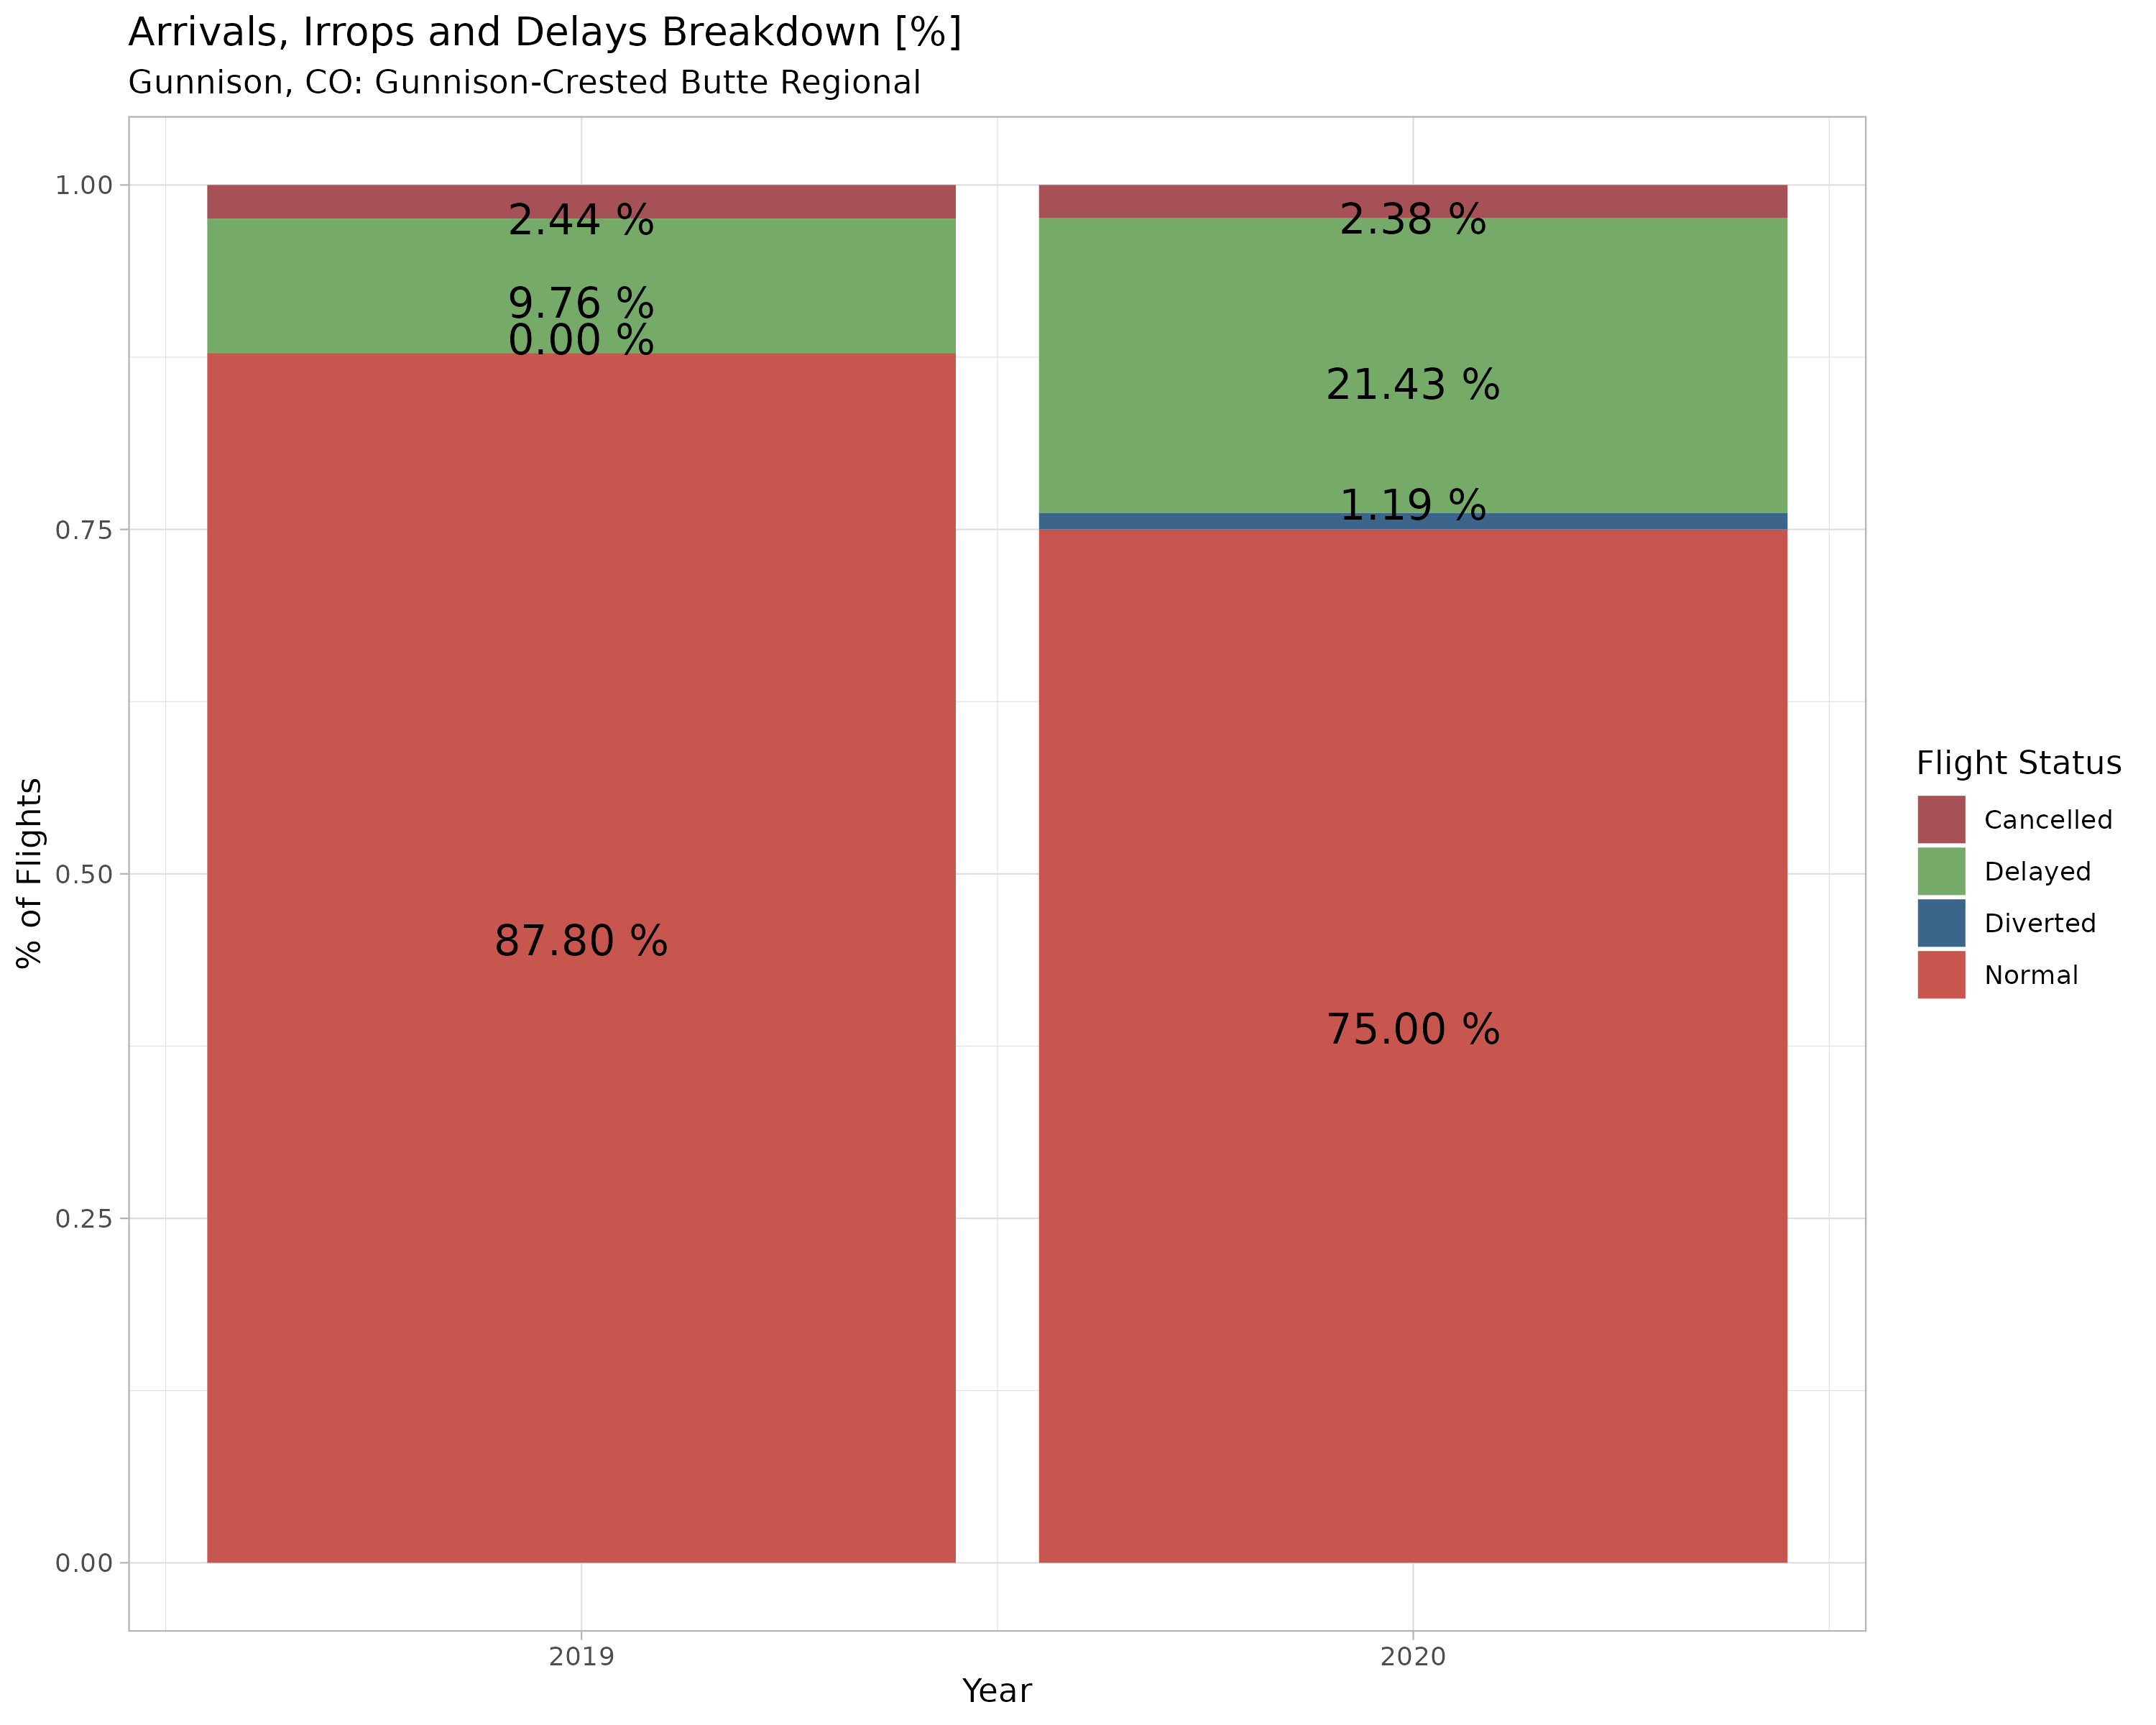 Arrivals, Irrops and Delays Breakdown [%]
Gunnison, CO: Gunnison-Crested Butte Regional
% of Flights
1.00
0.75
0.50
0.25
0.00
2.44 %
9.76 %
0.00 %
87.80 %
2.38 %
21.43 %
1.19 %
75.00 %
2019
2020
Year
Flight Status
Cancelled
Delayed
Diverted
Normal